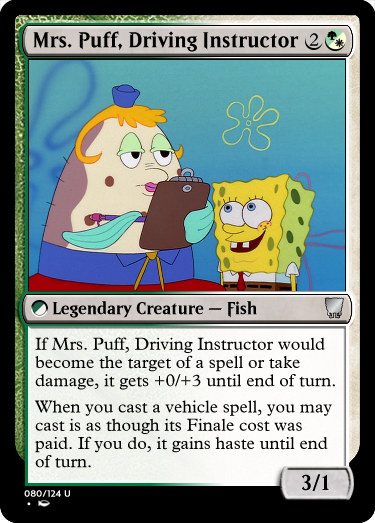 Mrs. Puff, Driving Instructor 2
Legendary Creature — Fish
If Mrs. Puff, Driving Instructor would
become the target of a spell or take
damage, it gets +0/+3 until end of turn.
When you cast a vehicle spell, you may
cast is as though its Finale cost was
paid. If you do, it gains haste until end
of turn.
3/1
080/124 U